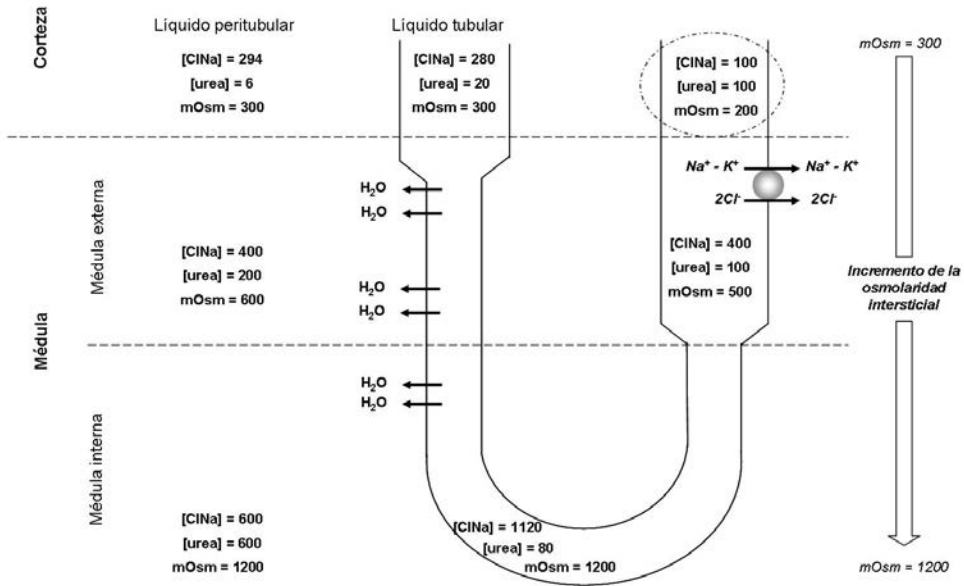 Corteza
Líquido peritubular
[ClNa] = 294
[urea] = 6
mOsm = 300
Líquido tubular
[ClNa] = 280
[urea] = 20
mOsm = 300
[ClNa] = 100
[urea] = 100
mOsm = 200
mOsm = 300
Médula
Médula externa
[ClNa] = 400
[urea] = 200
mOsm = 600
H₂O
H₂O
H₂O
H₂O
Na⁺ - K⁺ Na⁺ - K⁺
2Cl⁻ 2Cl⁻
[ClNa] = 400
[urea] = 100
mOsm = 500
Incremento de la
osmolaridad
intersticial
Médula interna
H₂O
H₂O
[ClNa] = 600
[urea] = 600
mOsm = 1200
[ClNa] = 1120
[urea] = 80
mOsm = 1200
mOsm = 1200